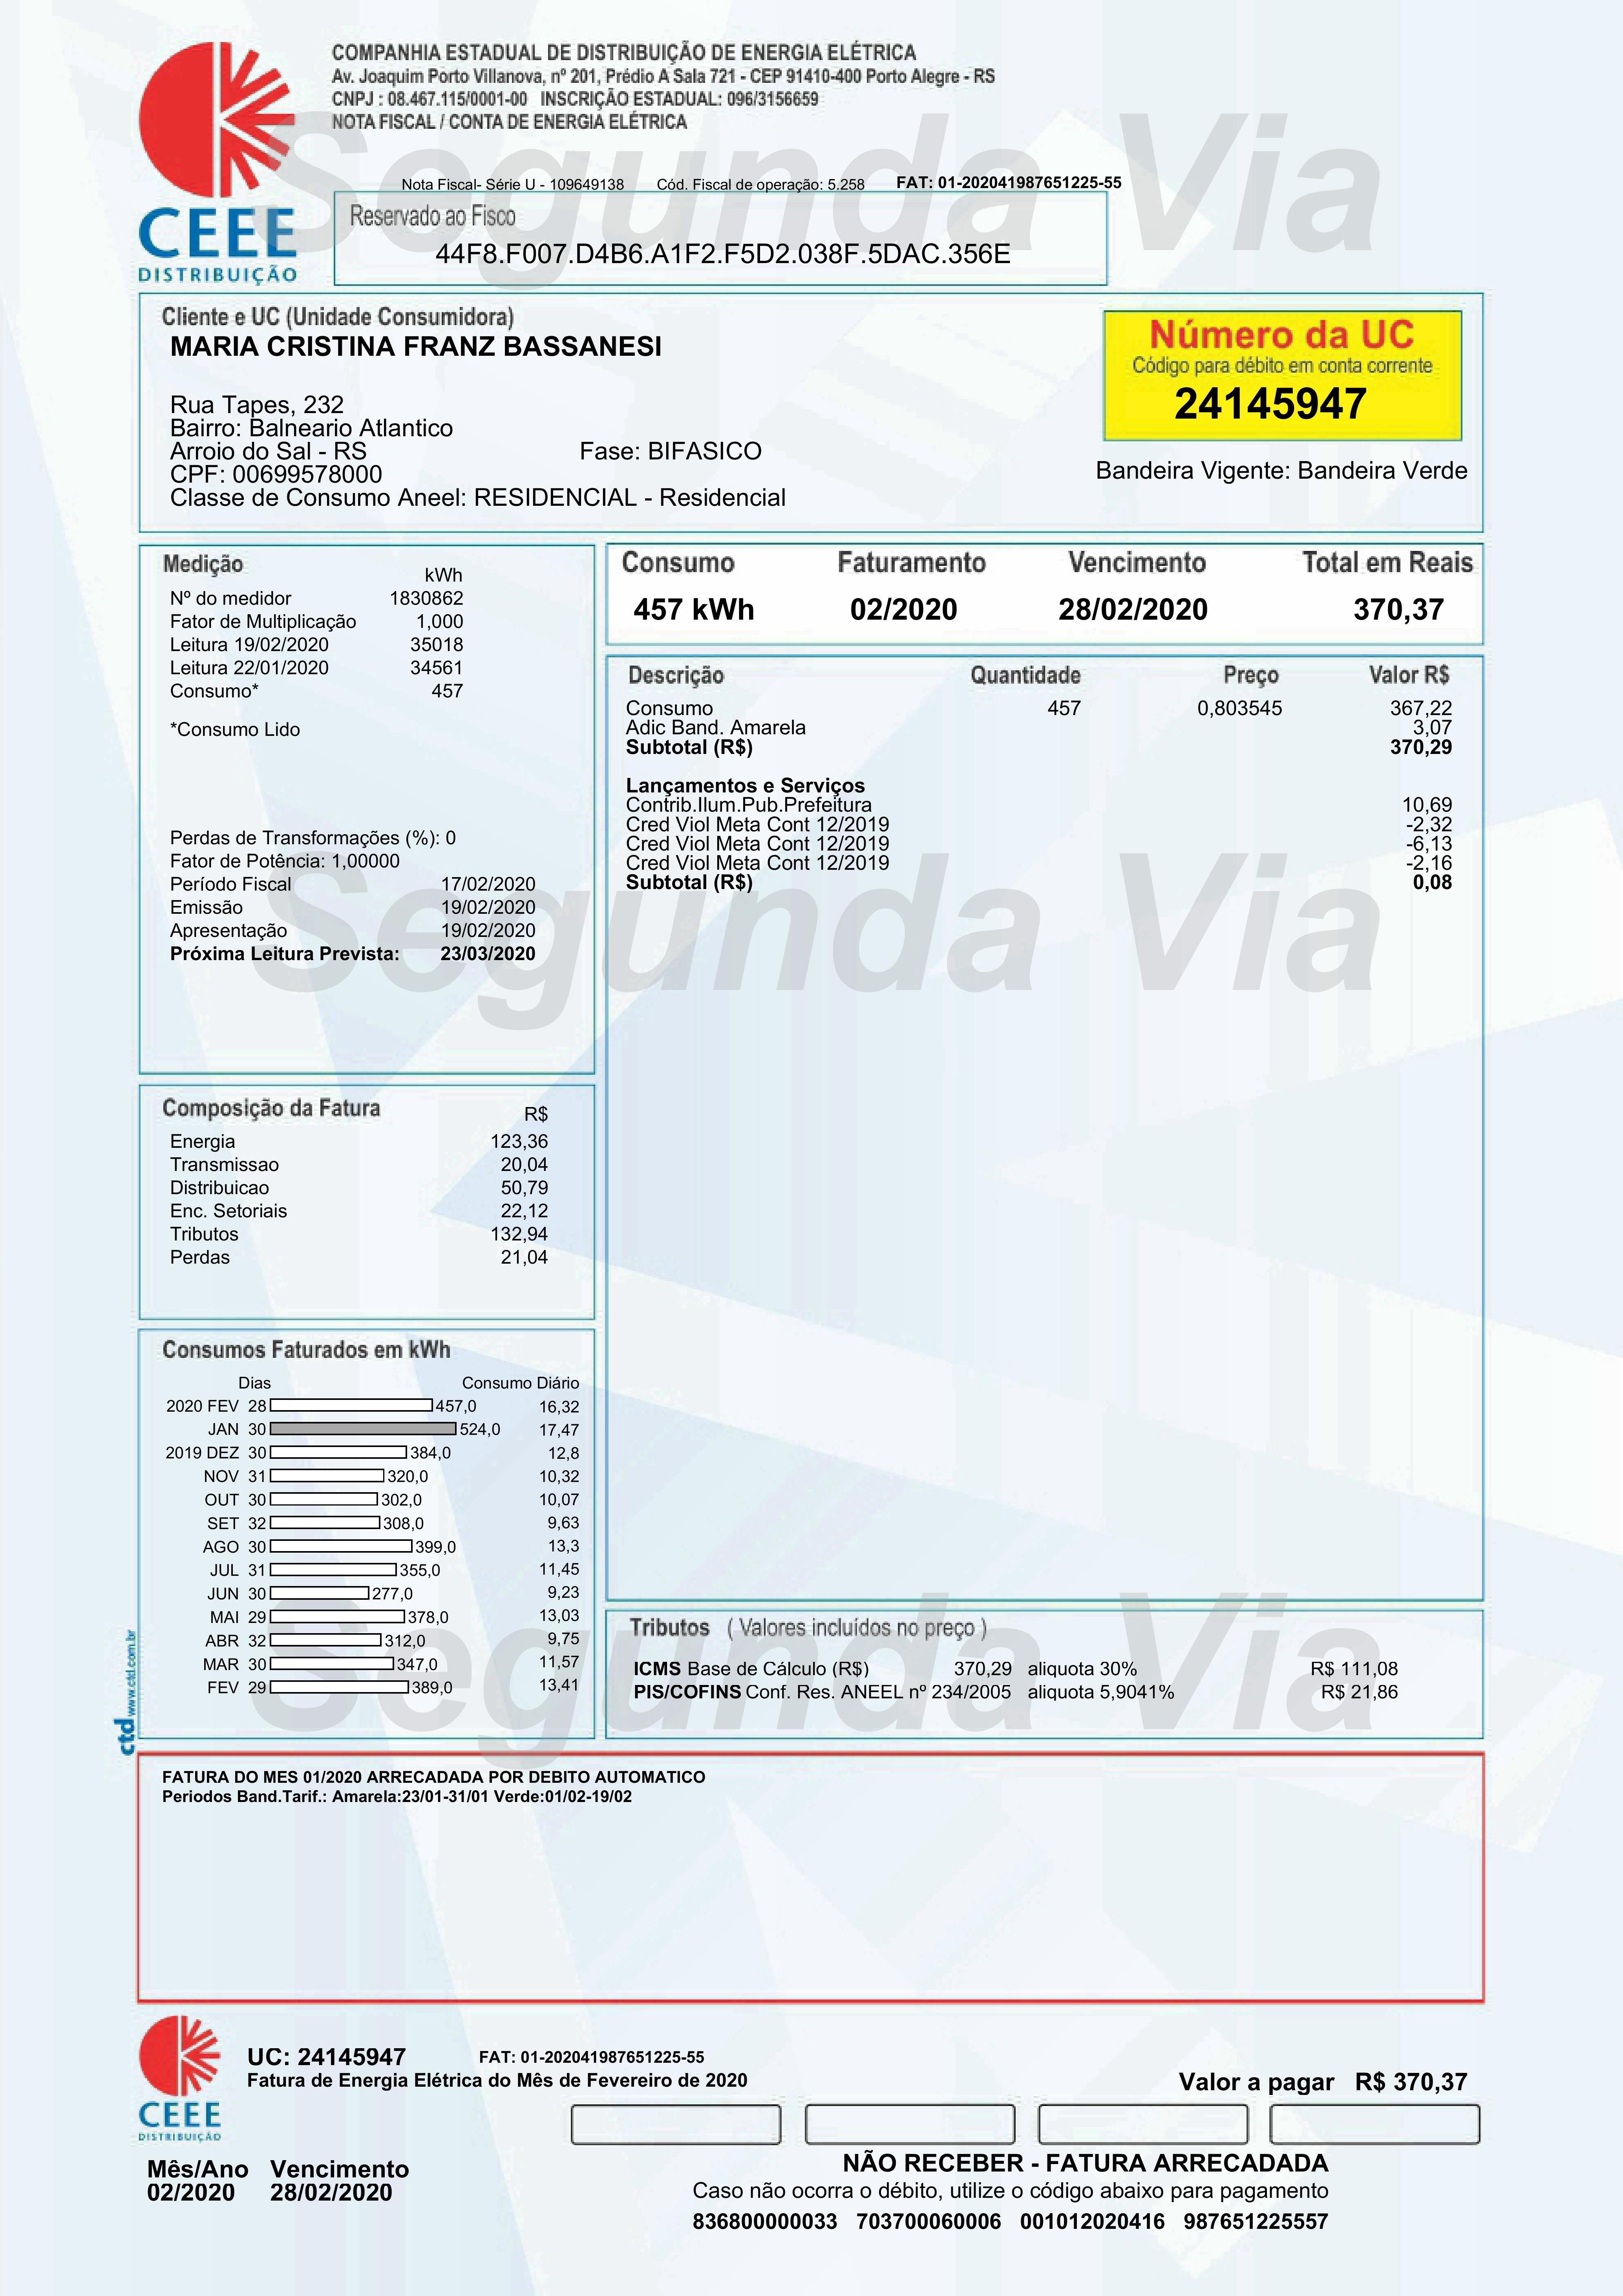 COMPANHIA ESTADUAL DE DISTRIBUIÇÃO DE ENERGIA ELÉTRICA
Av. Joaquim Porto Villanova, nº 201, Prédio A Sala 721 - CEP 91410-400 Porto Alegre - RS
CNPJ : 08.467.115/0001-00 INSCRIÇÃO ESTADUAL: 096/3156659
NOTA FISCAL / CONTA DE ENERGIA ELÉTRICA
Segunda Via
Nota Fiscal- Série U - 109649138 Cód. Fiscal de operação: 5.258 FAT: 01-202041987651225-55
CEEE
DISTRIBUIÇÃO
Reservado ao Fisco
44F8.F007.D4B6.A1F2.F5D2.038F.5DAC.356E
Cliente e UC (Unidade Consumidora)
MARIA CRISTINA FRANZ BASSANESI
Rua Tapes, 232
Bairro: Balneario Atlantico
Arroio do Sal - RS Fase: BIFASICO
CPF: 00699578000
Classe de Consumo Aneel: RESIDENCIAL - Residencial
Número da UC
Código para débito em conta corrente
24145947
Bandeira Vigente: Bandeira Verde
Medição
kWh
Nº do medidor 1830862
Fator de Multiplicação 1,000
Leitura 19/02/2020 35018
Leitura 22/01/2020 34561
Consumo* 457
*Consumo Lido
Perdas de Transformações (%): 0
Fator de Potência: 1,00000
Período Fiscal 17/02/2020
Emissão 19/02/2020
Apresentação 19/02/2020
Próxima Leitura Prevista: 23/03/2020
Consumo Faturamento Vencimento Total em Reais
457 kWh 02/2020 28/02/2020 370,37
Descrição Quantidade Preço Valor R$
Consumo 457 0,803545 367,22
Adic Band. Amarela 3,07
Subtotal (R$) 370,29
Lançamentos e Serviços
Contrib.Ilum.Pub.Prefeitura 10,69
Cred Viol Meta Cont 12/2019 -2,32
Cred Viol Meta Cont 12/2019 -6,13
Cred Viol Meta Cont 12/2019 -2,16
Subtotal (R$) 0,08
Segunda Via
Composição da Fatura R$
Energia 123,36
Transmissao 20,04
Distribuicao 50,79
Enc. Setoriais 22,12
Tributos 132,94
Perdas 21,04
Consumos Faturados em kWh
Dias Consumo Diário
2020 FEV 28 457,0 16,32
JAN 30 524,0 17,47
2019 DEZ 30 384,0 12,8
NOV 31 320,0 10,32
OUT 30 302,0 10,07
SET 32 308,0 9,63
AGO 30 399,0 13,3
JUL 31 355,0 11,45
JUN 30 277,0 9,23
MAI 29 378,0 13,03
ABR 32 312,0 9,75
MAR 30 347,0 11,57
FEV 29 389,0 13,41
Segunda Via
ctd www.ctd.com.br
Tributos ( Valores incluídos no preço )
ICMS Base de Cálculo (R$) 370,29 aliquota 30% R$ 111,08
PIS/COFINS Conf. Res. ANEEL nº 234/2005 aliquota 5,9041% R$ 21,86
FATURA DO MES 01/2020 ARRECADADA POR DEBITO AUTOMATICO
Periodos Band.Tarif.: Amarela:23/01-31/01 Verde:01/02-19/02
CEEE
DISTRIBUIÇÃO
UC: 24145947 FAT: 01-202041987651225-55
Fatura de Energia Elétrica do Mês de Fevereiro de 2020
Valor a pagar R$ 370,37
Mês/Ano Vencimento
02/2020 28/02/2020
NÃO RECEBER - FATURA ARRECADADA
Caso não ocorra o débito, utilize o código abaixo para pagamento
836800000033 703700060006 001012020416 987651225557